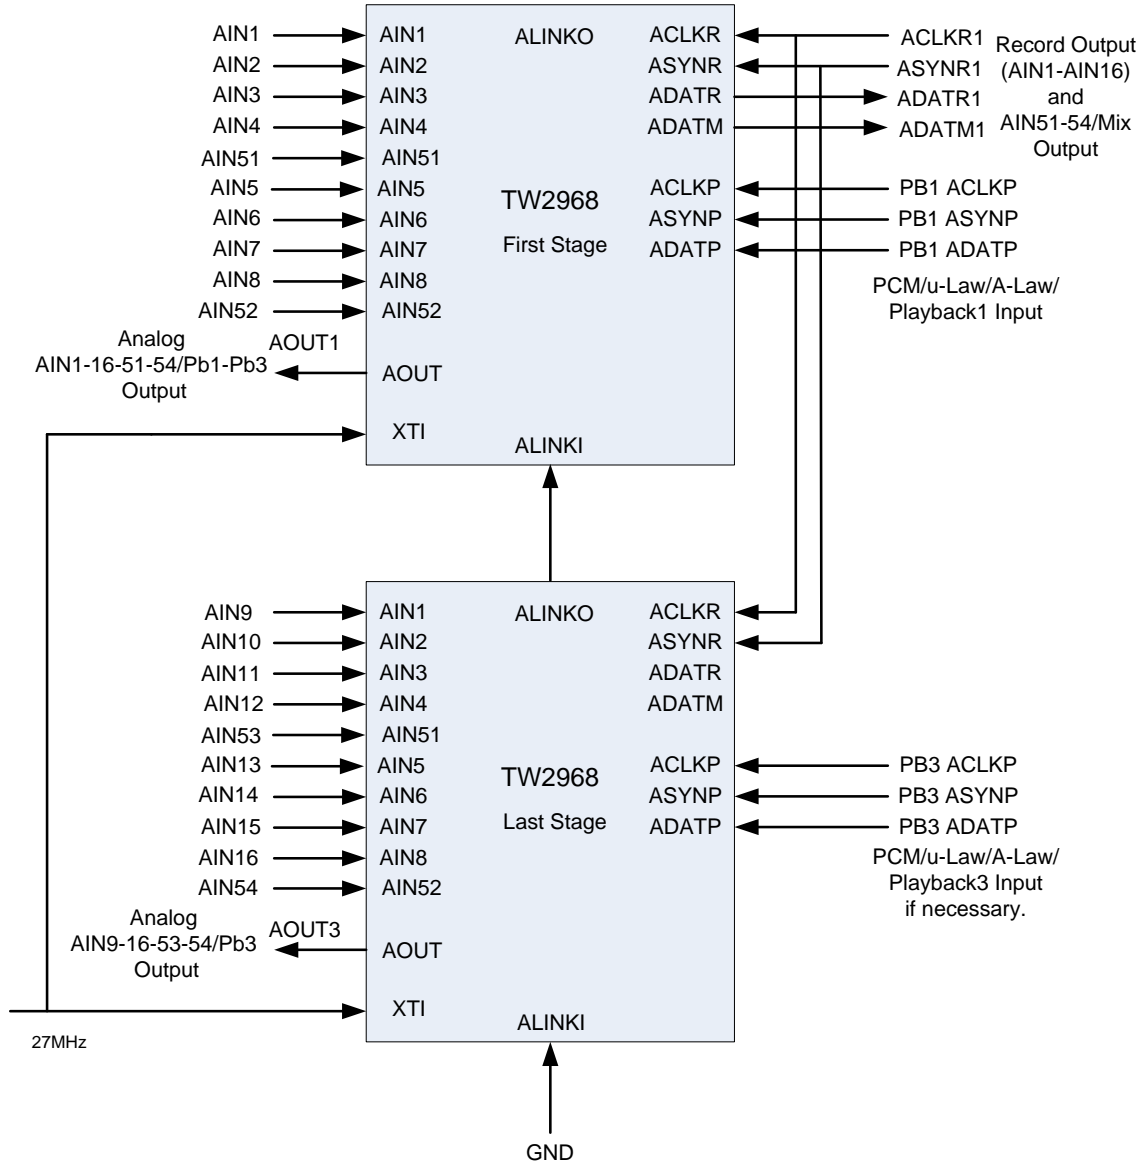 AIN1 AIN1 ALINKO ACLKR ACLKR1
AIN2 AIN2 ASYNR ASYNR1
AIN3 AIN3 ADATR ADATR1
AIN4 AIN4 ADATM ADATM1
Record Output
(AIN1-AIN16)
and
AIN51-54/Mix
Output
AIN51 AIN51
AIN5 AIN5 ACLKP PB1 ACLKP
AIN6 AIN6 ASYNP PB1 ASYNP
AIN7 AIN7 ADATP PB1 ADATP
TW2968
First Stage
AIN8 AIN8
AIN52 AIN52
PCM/u-Law/A-Law/
Playback1 Input
Analog
AIN1-16-51-54/Pb1-Pb3
Output
AOUT1
AOUT
XTI
ALINKI
AIN9 AIN1 ALINKO ACLKR
AIN10 AIN2 ASYNR
AIN11 AIN3 ADATR
AIN12 AIN4 ADATM
AIN53 AIN51
AIN13 AIN5 ACLKP PB3 ACLKP
AIN14 AIN6 ASYNP PB3 ASYNP
AIN15 AIN7 ADATP PB3 ADATP
TW2968
Last Stage
AIN16 AIN8
AIN54 AIN52
PCM/u-Law/A-Law/
Playback3 Input
if necessary.
Analog
AIN9-16-53-54/Pb3
Output
AOUT3
AOUT
XTI
ALINKI
27MHz
GND